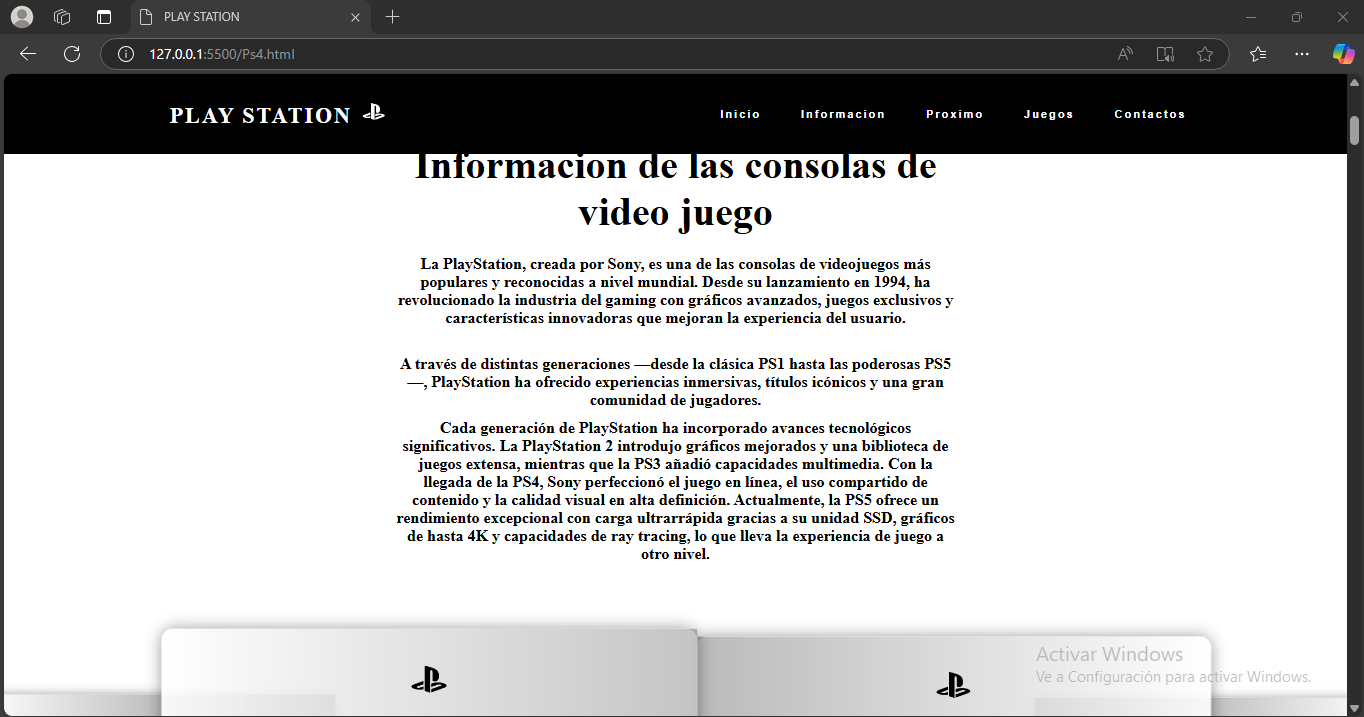 PLAY STATION
127.0.0.1:5500/Ps4.html
PLAY STATION
Inicio Informacion Proximo Juegos Contactos
Informacion de las consolas de
video juego
La PlayStation, creada por Sony, es una de las consolas de videojuegos más
populares y reconocidas a nivel mundial. Desde su lanzamiento en 1994, ha
revolucionado la industria del gaming con gráficos avanzados, juegos exclusivos y
características innovadoras que mejoran la experiencia del usuario.
A través de distintas generaciones —desde la clásica PS1 hasta las poderosas PS5
—, PlayStation ha ofrecido experiencias inmersivas, títulos icónicos y una gran
comunidad de jugadores.
Cada generación de PlayStation ha incorporado avances tecnológicos
significativos. La PlayStation 2 introdujo gráficos mejorados y una biblioteca de
juegos extensa, mientras que la PS3 añadió capacidades multimedia. Con la
llegada de la PS4, Sony perfeccionó el juego en línea, el uso compartido de
contenido y la calidad visual en alta definición. Actualmente, la PS5 ofrece un
rendimiento excepcional con carga ultrarrápida gracias a su unidad SSD, gráficos
de hasta 4K y capacidades de ray tracing, lo que lleva la experiencia de juego a
otro nivel.
Activar Windows
Ve a Configuración para activar Windows.